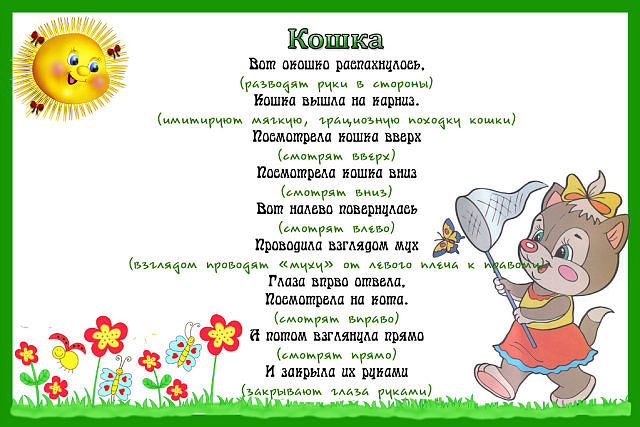 Кошка
Вот окошко распахнулось,
(разводят руки в стороны)
Кошка вышла на карниз.
(имитируют мягкую, грациозную походку кошки)
Посмотрела кошка вверх
(смотрят вверх)
Посмотрела кошка вниз
(смотрят вниз)
Вот налево повернулась
(смотрят влево)
Проводила взглядом мух
(взглядом проводят «муху» от левого плеча к правому)
Глаза впрво отвела,
Посмотрела на кота.
(смотрят вправо)
А потом взглянула прямо
(смотрят прямо)
И закрыла их руками
(закрывают глаза руками)